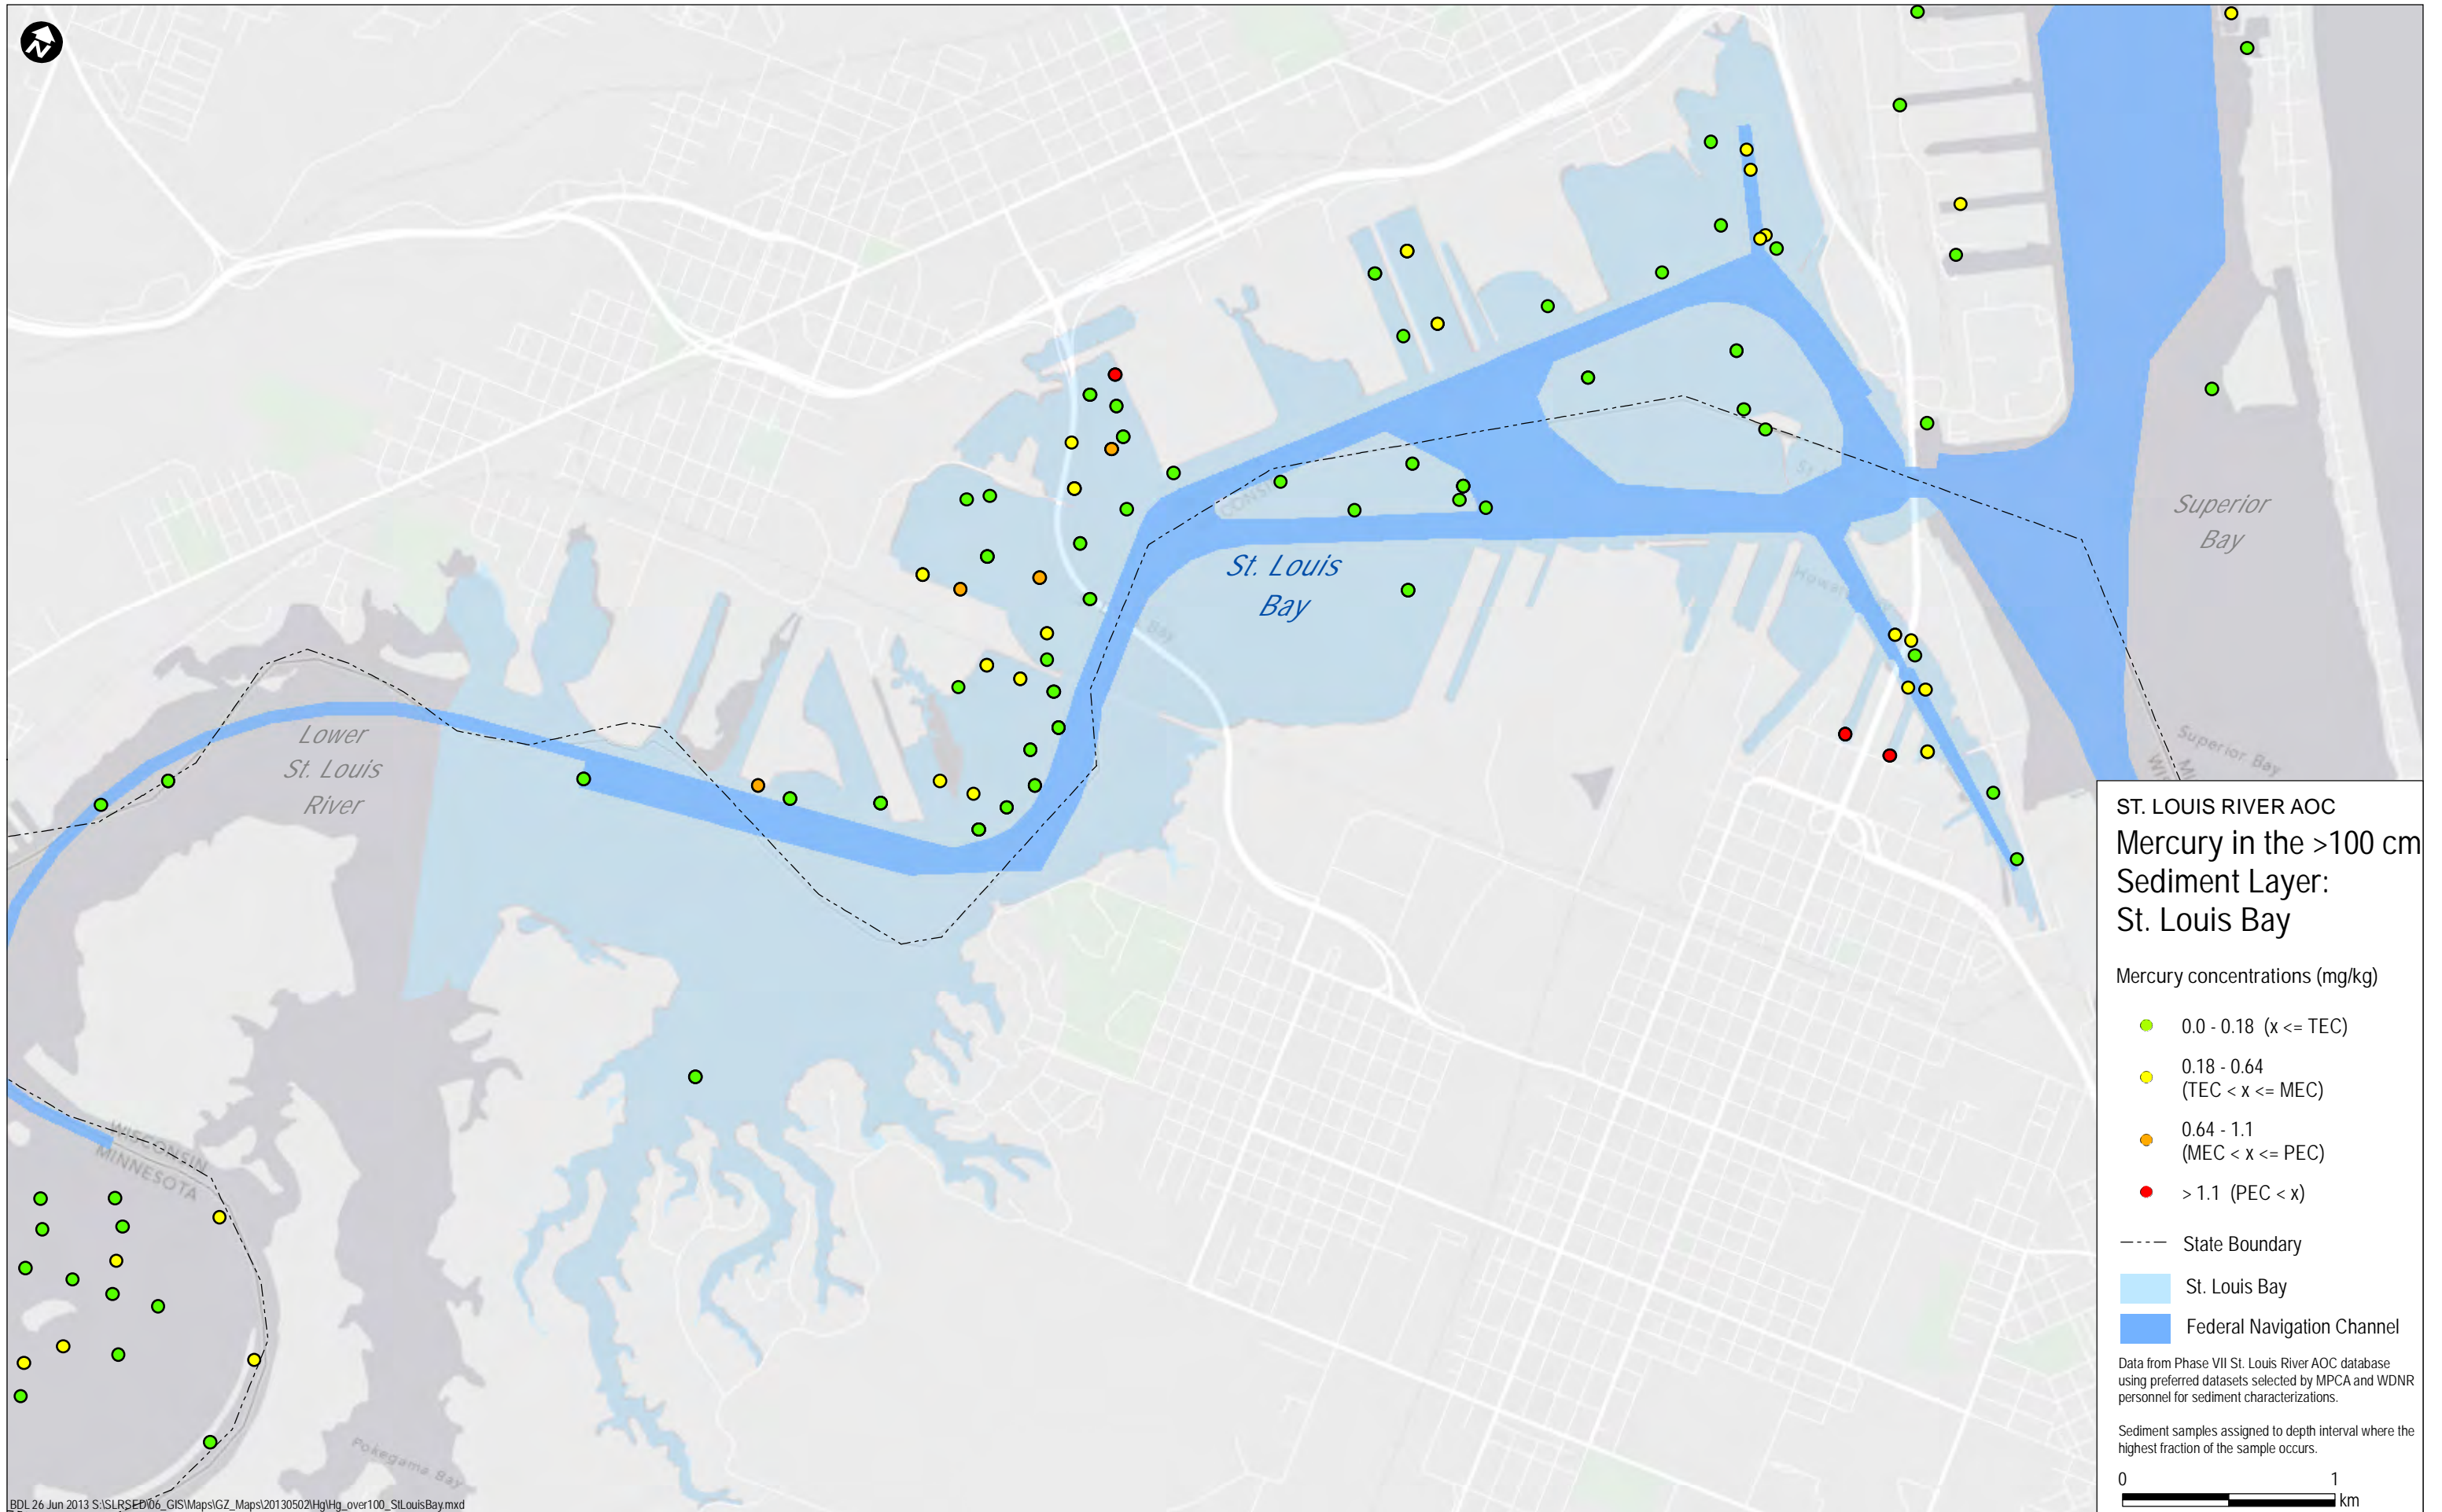 N
Superior
Bay
St. Louis
Bay
Lower
St. Louis
River
Superior Bay
WISCONSIN
MINNESOTA
Pokegama Bay
ST. LOUIS RIVER AOC
Mercury in the >100 cm
Sediment Layer:
St. Louis Bay
Mercury concentrations (mg/kg)
0.0 - 0.18 (x <= TEC)
0.18 - 0.64
(TEC < x <= MEC)
0.64 - 1.1
(MEC < x <= PEC)
> 1.1 (PEC < x)
State Boundary
St. Louis Bay
Federal Navigation Channel
Data from Phase VII St. Louis River AOC database
using preferred datasets selected by MPCA and WDNR
personnel for sediment characterizations.
Sediment samples assigned to depth interval where the
highest fraction of the sample occurs.
0 1
km
BDL 26 Jun 2013 S:\SLRSED\06_GIS\Maps\GZ_Maps\20130502\Hg\Hg_over100_StLouisBay.mxd